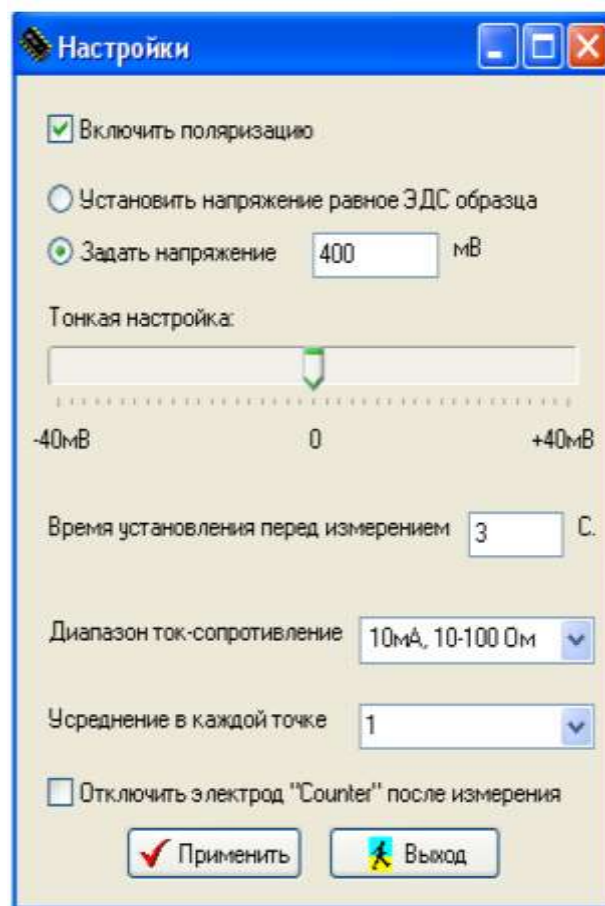 Настройки
Включить поляризацию
Установить напряжение равное ЭДС образца
Задать напряжение 400 мВ
Тонкая настройка:
-40мВ 0 +40мВ
Время установления перед измерением 3 С.
Диапазон ток-сопротивление 10мА, 10-100 Ом
Усреднение в каждой точке 1
Отключить электрод "Counter" после измерения
Применить Выход